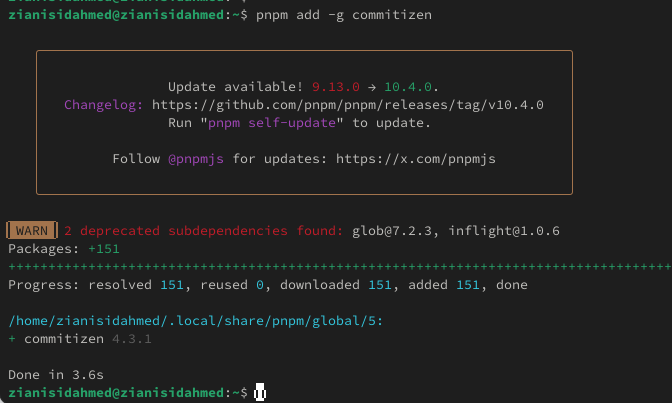 zianisidahmed@zianisidahmed:~$ pnpm add -g commitizen
Update available! 9.13.0 → 10.4.0.
Changelog: https://github.com/pnpm/pnpm/releases/tag/v10.4.0
Run "pnpm self-update" to update.
Follow @pnpmjs for updates: https://x.com/pnpmjs
WARN 2 deprecated subdependencies found: glob@7.2.3, inflight@1.0.6
Packages: +151
+++++++++++++++++++++++++++++++++++++++++++++++++++++++++++++++++++++++++++++++++++
Progress: resolved 151, reused 0, downloaded 151, added 151, done
/home/zianisidahmed/.local/share/pnpm/global/5:
+ commitizen 4.3.1
Done in 3.6s
zianisidahmed@zianisidahmed:~$